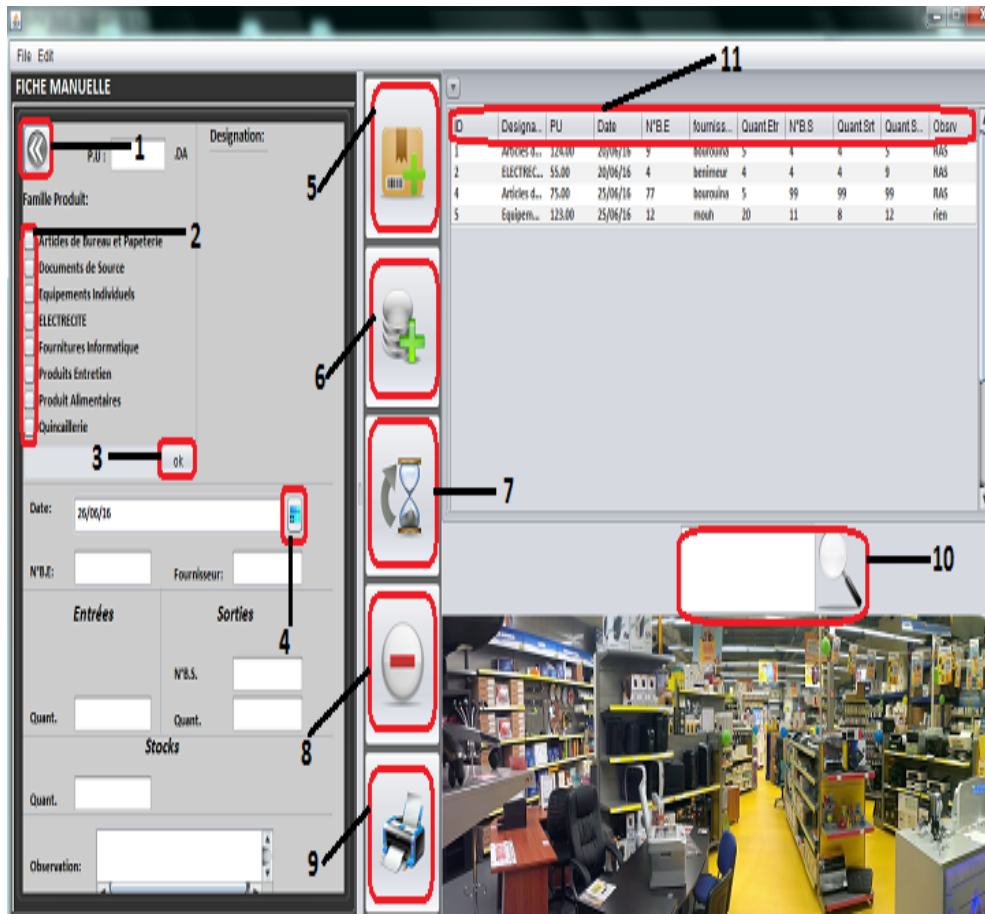 File Edit
FICHE MANUELLE
11
1
P.U :
.DA
Designation:
Famille Produit:
2
Articles de Bureau et Papeterie
Documents de Source
Equipements Individuels
ELECTRECITE
Fournitures Informatique
Produits Entretien
Produit Alimentaires
Quincaillerie
3
ok
Date: 26/06/16
N°B.E:
Fournisseur:
4
Entrées Sorties
N°B.S.
Quant. Quant.
Stocks
Quant.
Observation:
5
6
7
8
9
ID Designa... PU Date N°B.E fourniss... Quant Etr N°B.S Quant Srt Quant S... Obsrv
1 Articles d... 124.00 20/06/16 9 bourouina 5 4 4 5 RAS
2 ELECTREC... 55.00 20/06/16 4 benimeur 4 4 4 9 RAS
4 Articles d... 75.00 25/06/16 77 bourouina 5 99 99 99 RAS
5 Equipem... 123.00 25/06/16 12 mouh 20 11 8 12 rien
10